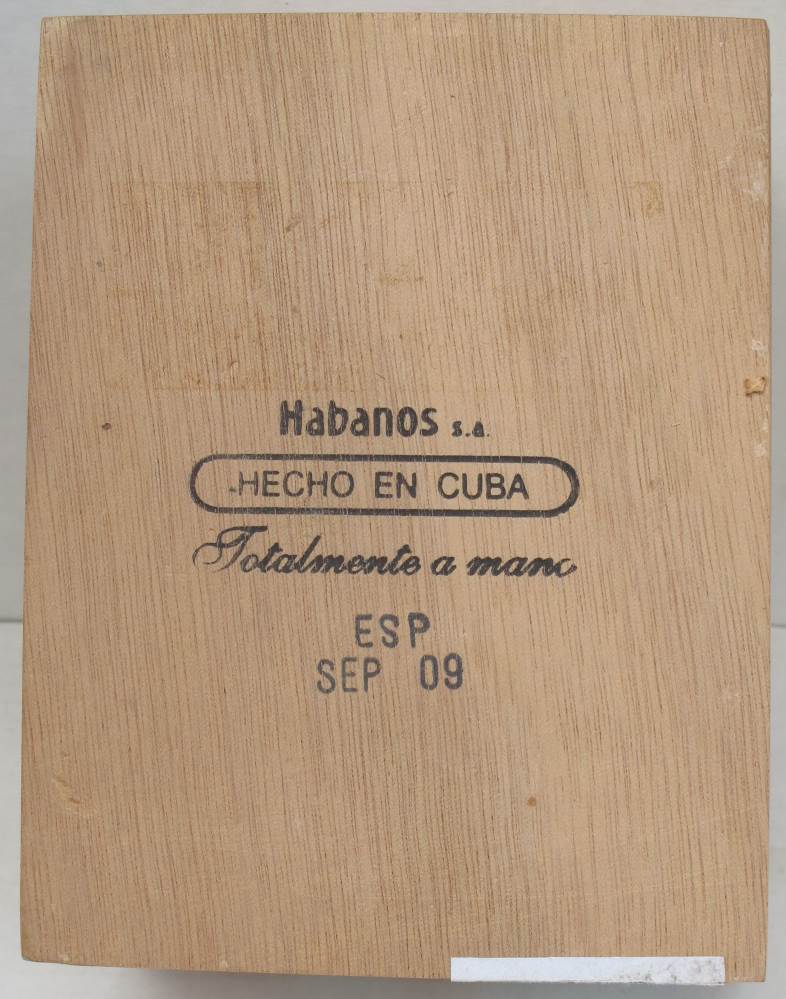 Habanos s.a.
HECHO EN CUBA
Totalmente a mano
ESP
SEP 09